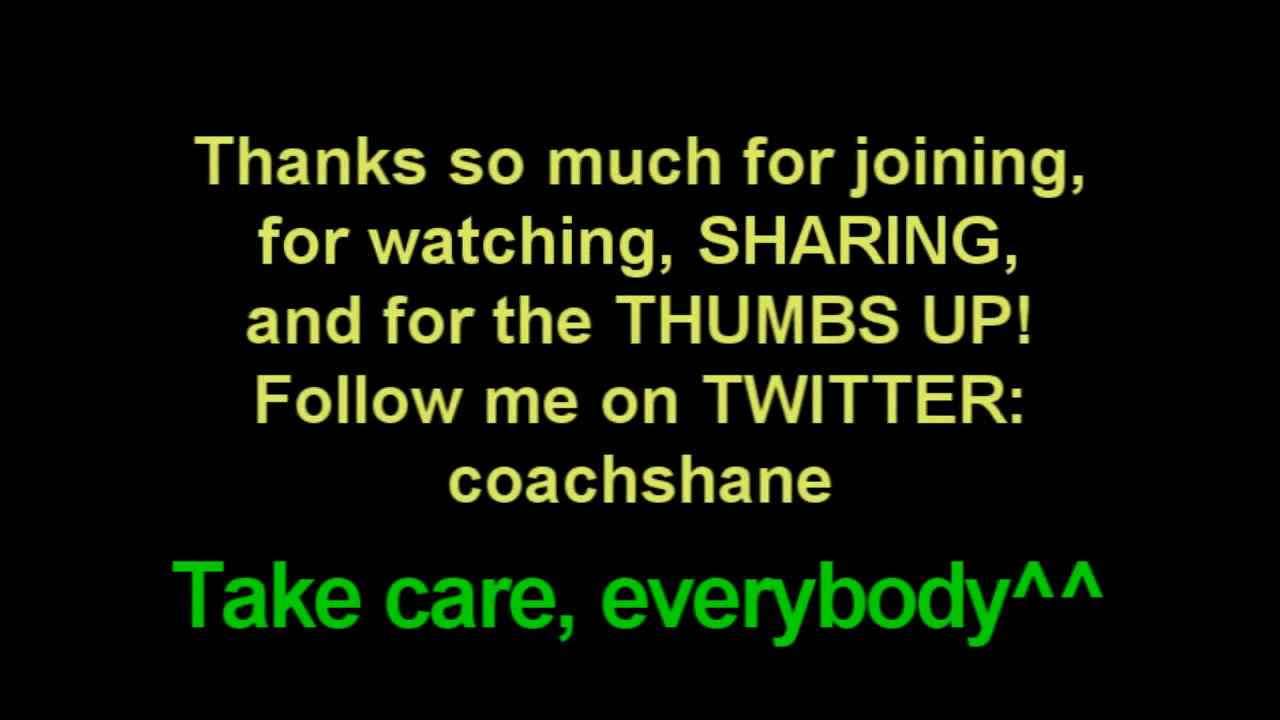 Thanks so much for joining,
for watching, SHARING,
and for the THUMBS UP!
Follow me on TWITTER:
coachshane
Take care, everybody^^